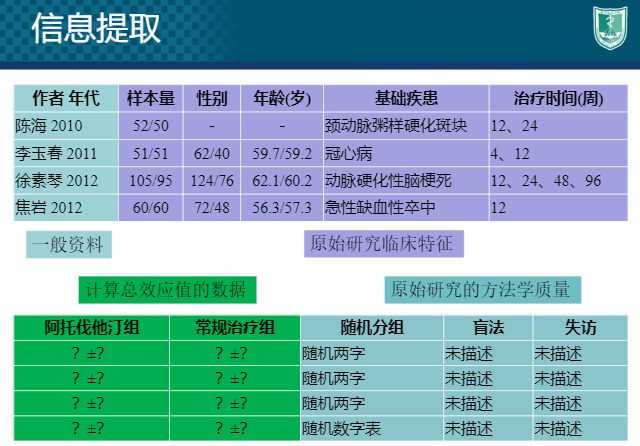 信息提取
作者 年代 样本量 性别 年龄(岁) 基础疾患 治疗时间(周)
陈海 2010 52/50 - - 颈动脉粥样硬化斑块 12、24
李玉春 2011 51/51 62/40 59.7/59.2 冠心病 4、12
徐素琴 2012 105/95 124/76 62.1/60.2 动脉硬化性脑梗死 12、24、48、96
焦岩 2012 60/60 72/48 56.3/57.3 急性缺血性卒中 12
一般资料 原始研究临床特征
计算总效应值的数据 原始研究的方法学质量
阿托伐他汀组 常规治疗组 随机分组 盲法 失访
？±? ？±? 随机两字 未描述 未描述
？±? ？±? 随机两字 未描述 未描述
？±? ？±? 随机两字 未描述 未描述
？±? ？±? 随机数字表 未描述 未描述